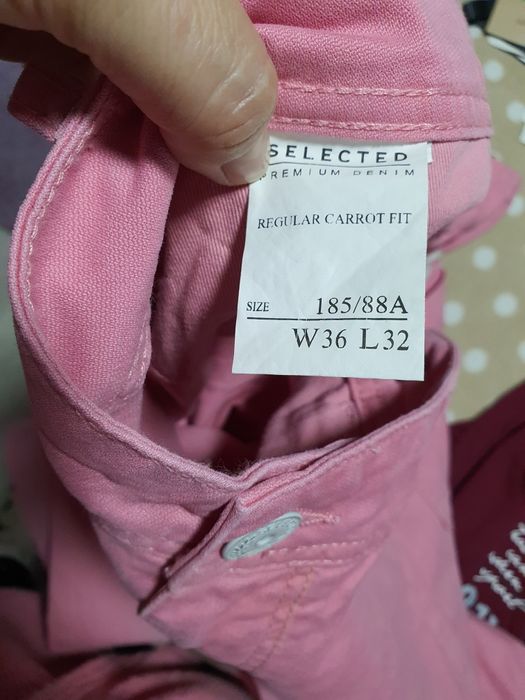 SELECTED
PREMIUM DENIM
REGULAR CARROT FIT
SIZE 185/88A
W36 L32